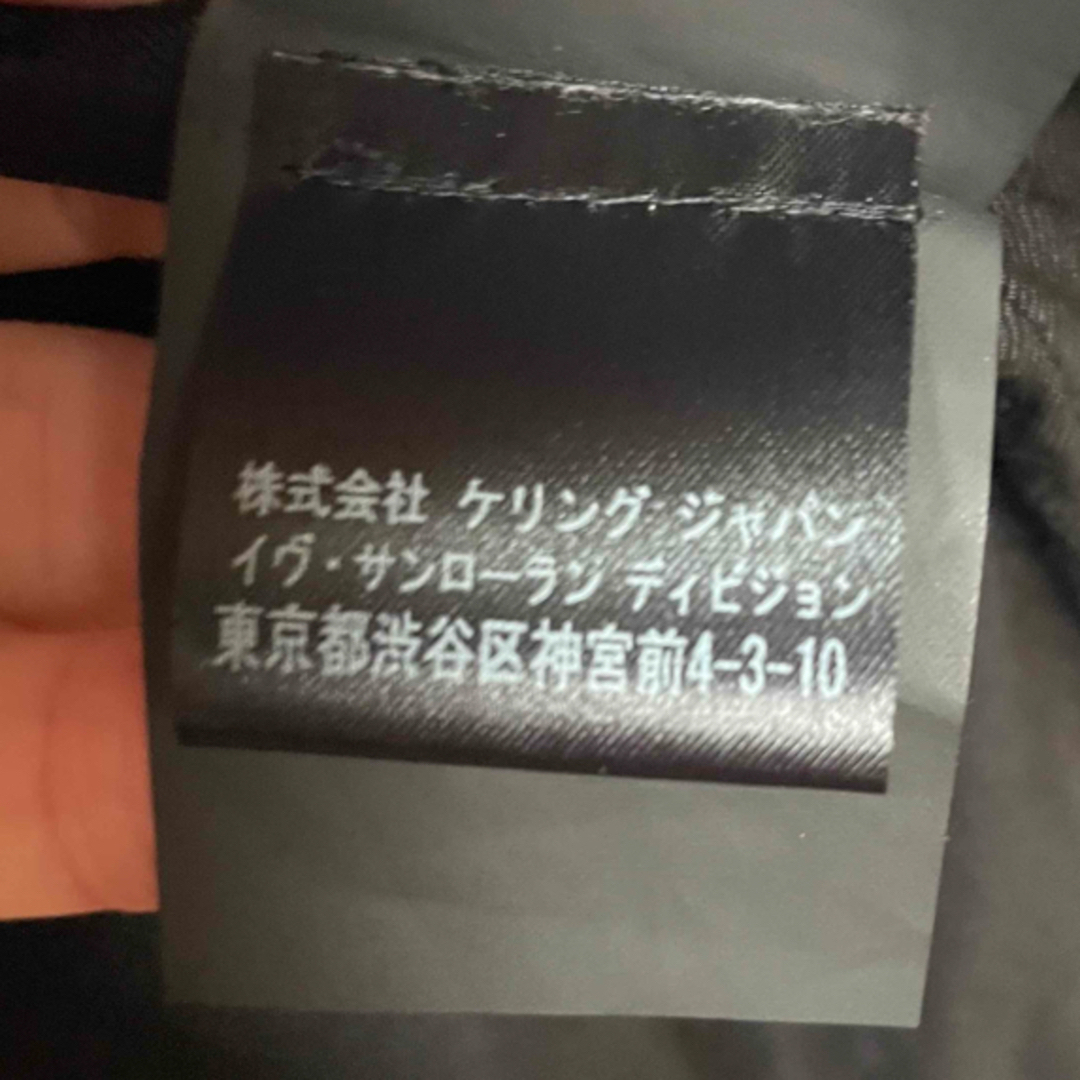 株式会社 ケリング ジャパン
イヴ・サンローラン ディビジョン
東京都渋谷区神宮前4-3-10